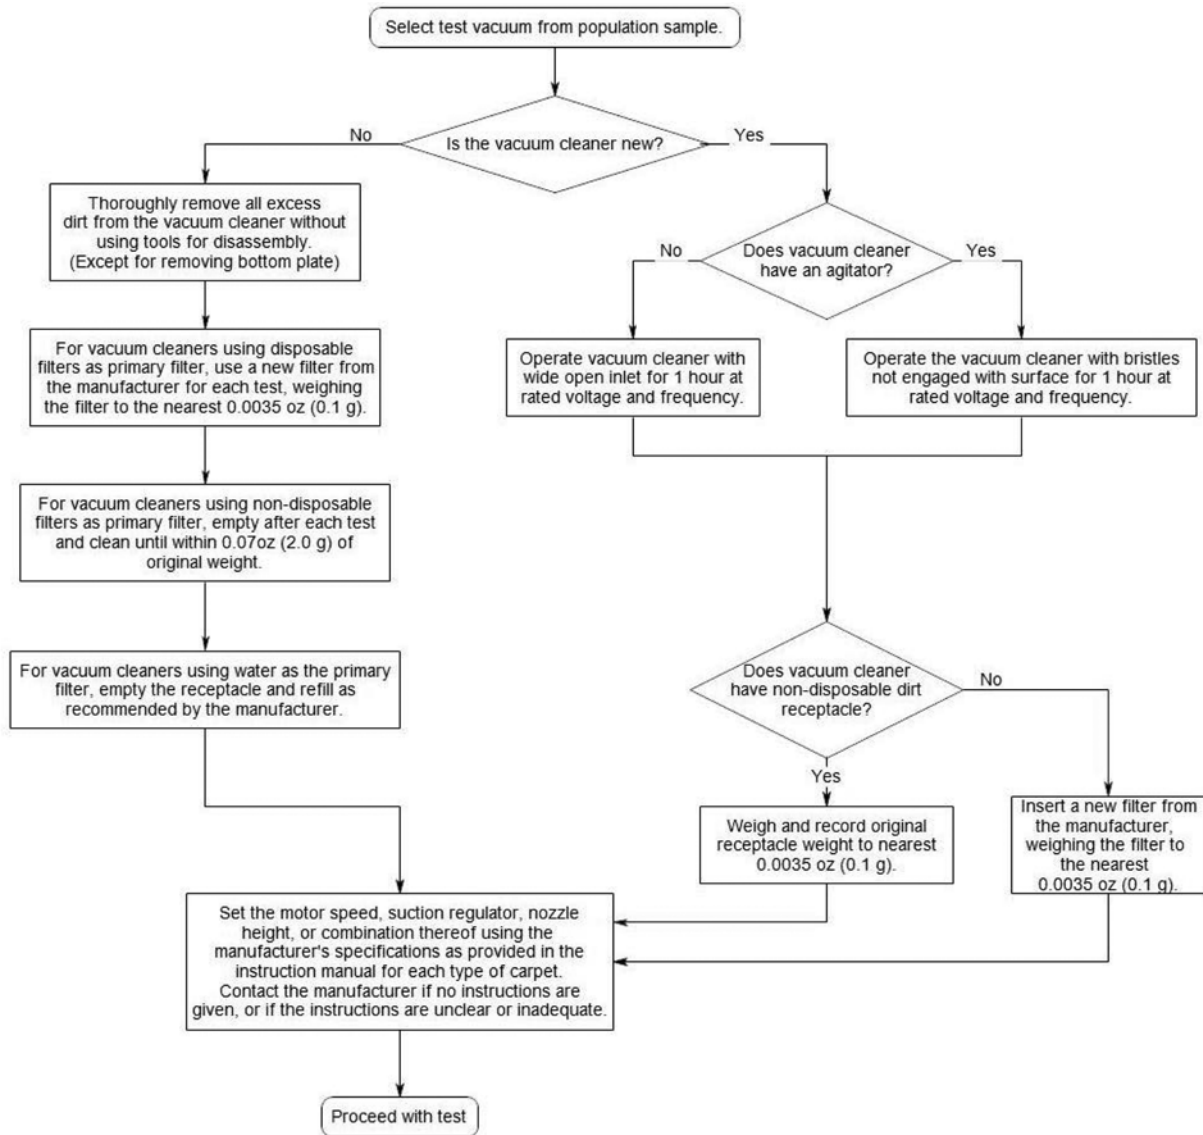 Select test vacuum from population sample.
Is the vacuum cleaner new?
No
Yes
Thoroughly remove all excess
dirt from the vacuum cleaner without
using tools for disassembly.
(Except for removing bottom plate)
For vacuum cleaners using disposable
filters as primary filter, use a new filter from
the manufacturer for each test, weighing
the filter to the nearest 0.0035 oz (0.1 g).
For vacuum cleaners using non-disposable
filters as primary filter, empty after each test
and clean until within 0.07oz (2.0 g) of
original weight.
For vacuum cleaners using water as the primary
filter, empty the receptacle and refill as
recommended by the manufacturer.
Does vacuum cleaner
have an agitator?
No
Yes
Operate vacuum cleaner with
wide open inlet for 1 hour at
rated voltage and frequency.
Operate the vacuum cleaner with bristles
not engaged with surface for 1 hour at
rated voltage and frequency.
Does vacuum cleaner
have non-disposable dirt
receptacle?
No
Yes
Weigh and record original
receptacle weight to nearest
0.0035 oz (0.1 g).
Insert a new filter from
the manufacturer,
weighing the filter to
the nearest
0.0035 oz (0.1 g).
Set the motor speed, suction regulator, nozzle
height, or combination thereof using the
manufacturer's specifications as provided in the
instruction manual for each type of carpet.
Contact the manufacturer if no instructions are
given, or if the instructions are unclear or inadequate.
Proceed with test